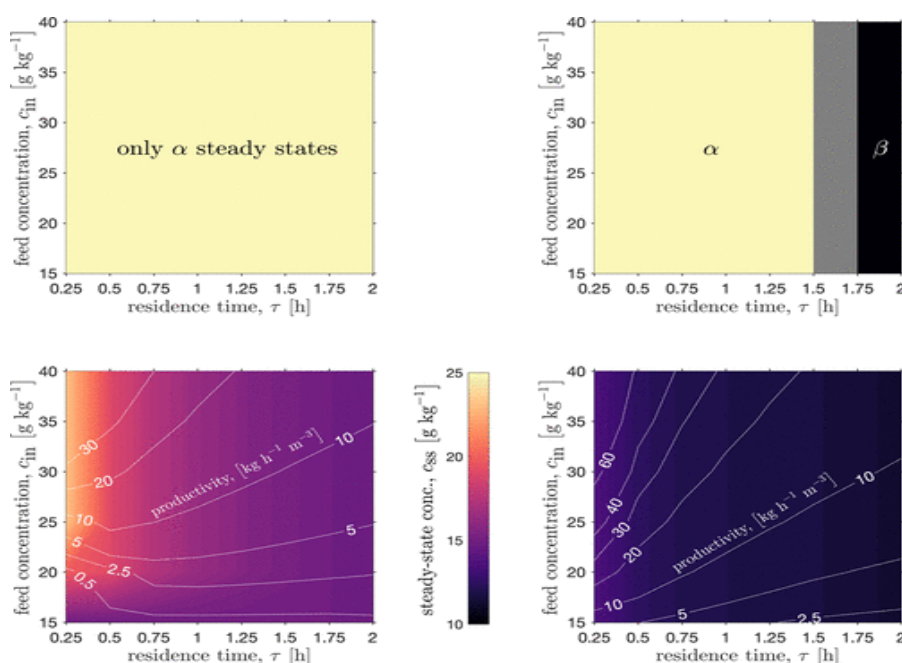 feed concentration, c_in [g kg⁻¹]
40
35
30
25
20
15
only α steady states
0.25 0.5 0.75 1 1.25 1.5 1.75 2
residence time, τ [h]
feed concentration, c_in [g kg⁻¹]
40
35
30
25
20
15
α
β
0.25 0.5 0.75 1 1.25 1.5 1.75 2
residence time, τ [h]
feed concentration, c_in [g kg⁻¹]
40
35
30
25
20
15
30
20
10
5
2.5
0.5
productivity, [kg h⁻¹ m⁻³]
10
5
0.25 0.5 0.75 1 1.25 1.5 1.75 2
residence time, τ [h]
steady-state conc., c_ss [g kg⁻¹]
25
20
15
10
feed concentration, c_in [g kg⁻¹]
40
35
30
25
20
15
60
40
30
20
10
5
productivity, [kg h⁻¹ m⁻³]
10
2.5
0.25 0.5 0.75 1 1.25 1.5 1.75 2
residence time, τ [h]